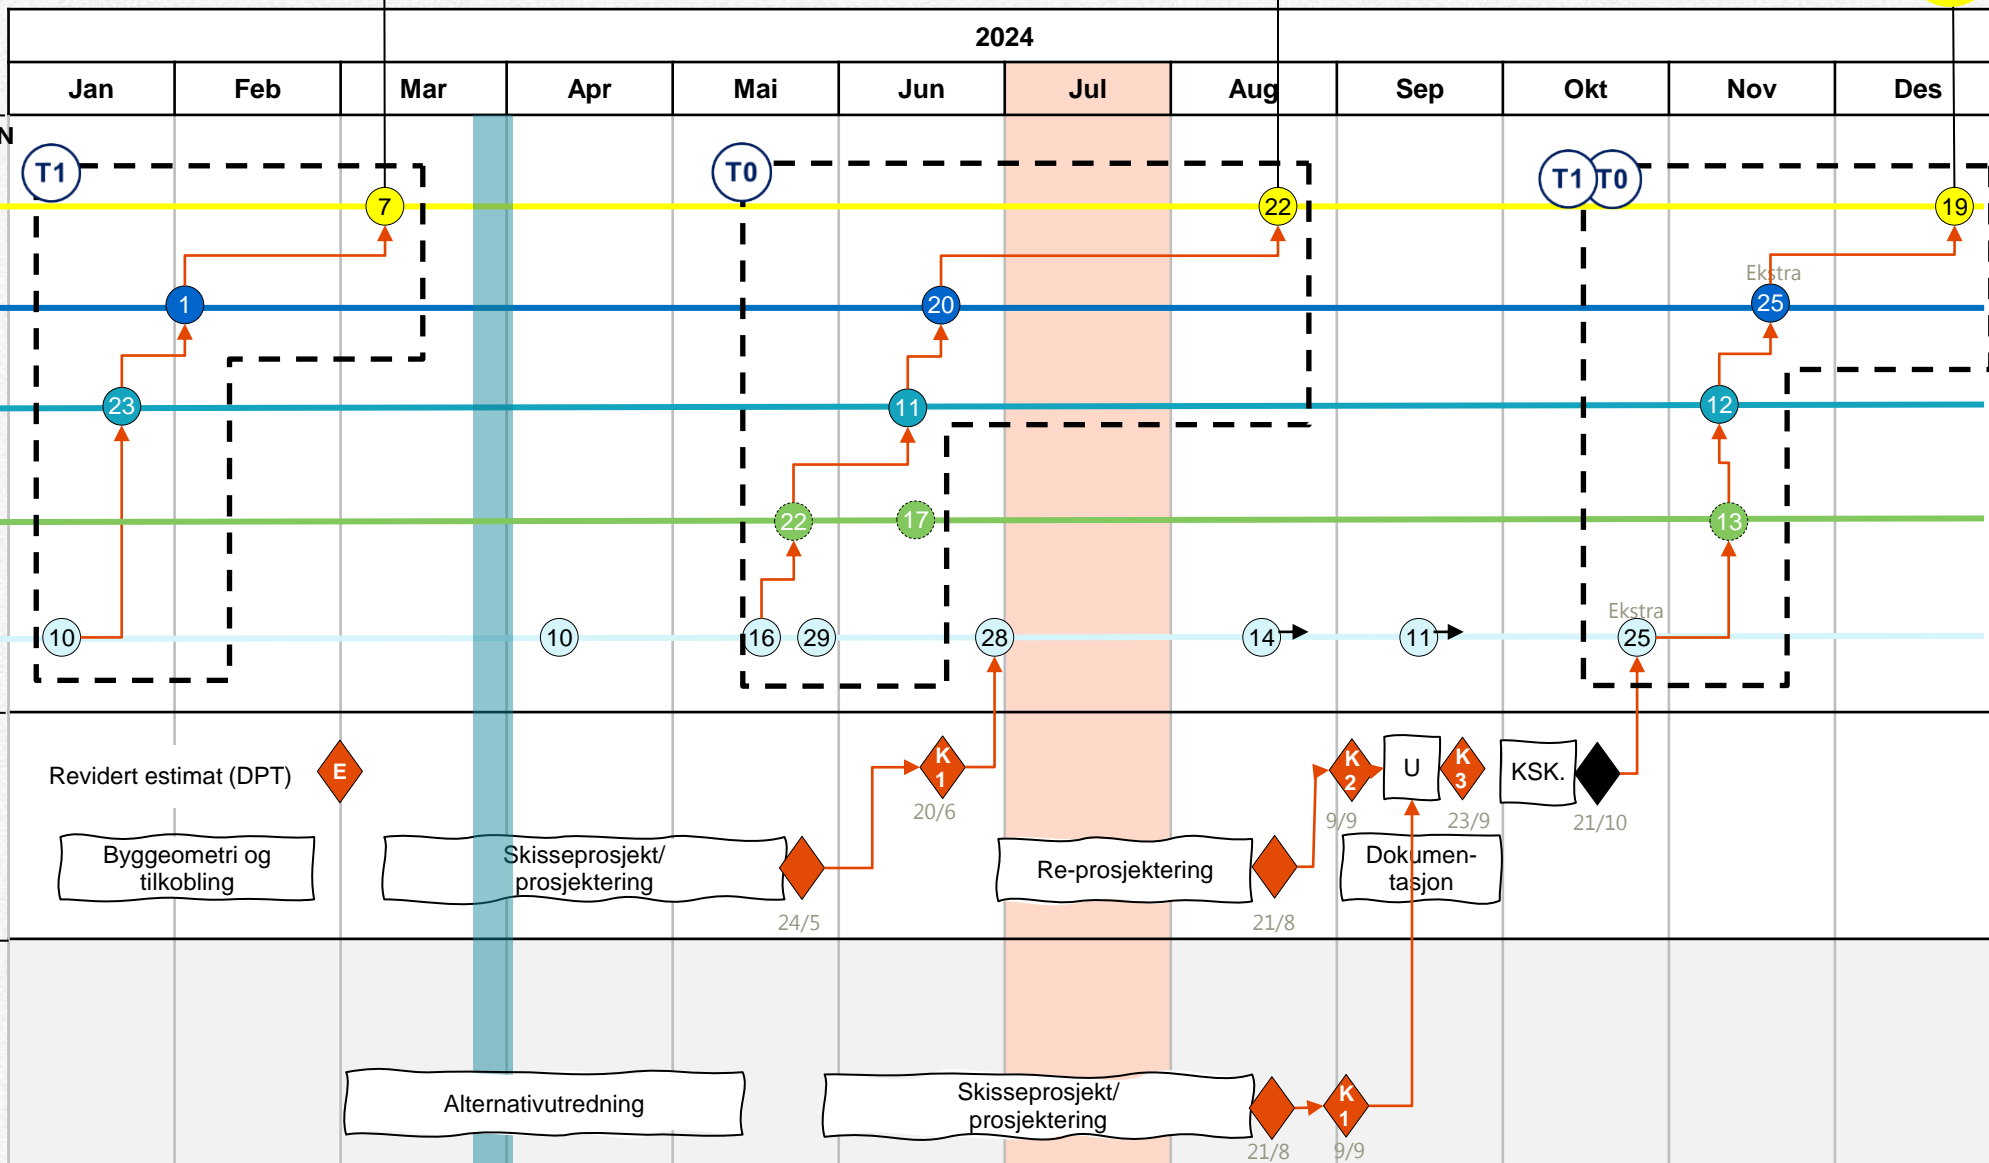 2024
Jan
Feb
Mar
Apr
Mai
Jun
Jul
Aug
Sep
Okt
Nov
Des
N
T1
T0
T1
T0
7
22
19
Ekstra
1
20
25
23
11
12
22
17
13
Ekstra
10
10
16
29
28
14
11
25
Revidert estimat (DPT)
E
K
1
20/6
K
2
9/9
U
K
3
23/9
KSK.
21/10
Byggeometri og
tilkobling
Skisseprosjekt/
prosjektering
24/5
Re-prosjektering
21/8
Dokumen-
tasjon
Alternativutredning
Skisseprosjekt/
prosjektering
21/8
K
1
9/9